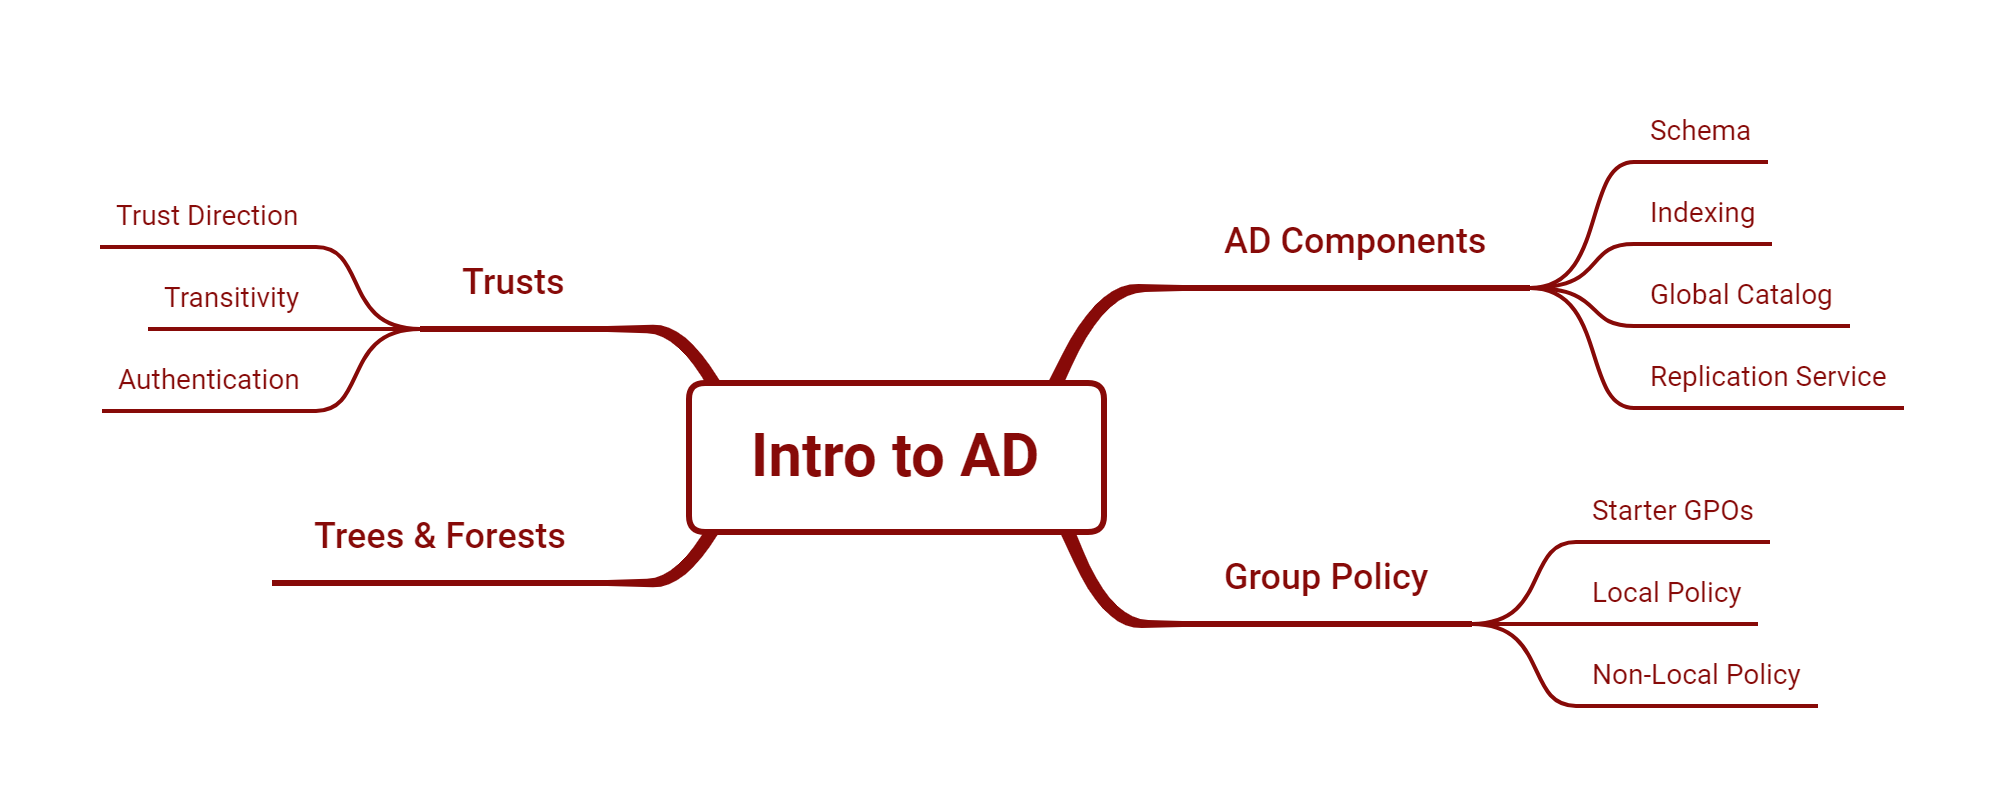 Intro to AD
AD Components
Schema
Indexing
Global Catalog
Replication Service
Group Policy
Starter GPOs
Local Policy
Non-Local Policy
Trusts
Trust Direction
Transitivity
Authentication
Trees & Forests